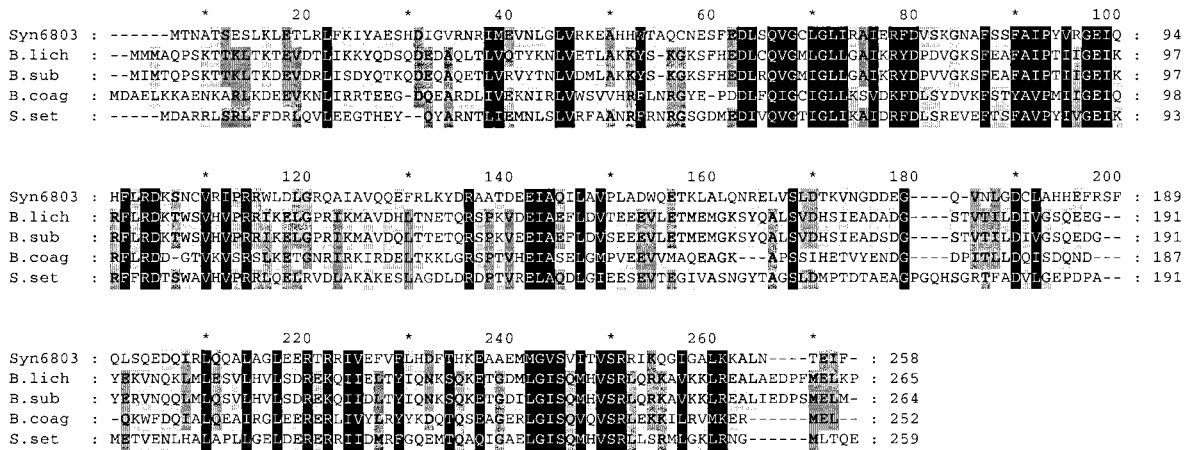 * 20 * 40 * 60 * 80 * 100
Syn6803 : ------MTNATSESLKLETLRLFKIYAESHDIGVRNRIMEVNLGLVRKEAHHWTAQCNESFEDLSQVGCLGLIRAIERFDVSKGNAFSSFAIPYVRGEIQ : 94
B.lich : --MMMAQPSKTTKLTKTEVDTLIKKYQDSQDEDAQLTLVQTYKNLVETLAKKYS-KGKSFHEDLRQVGMIGLLGAIKRYDPDVGKSFEAFAIPTIIGEIK : 97
B.sub : --MIMTQPSKTTKLTKDEVDRLISDYQTKQDEQAQETLVRVYTNLVDMLAKKYS-KGKSFHEDLRQVGMIGLLGAIKRYDPVVGKSFEAFAIPTIIGEIK : 97
B.coag : MDAELKKAENKARLKDEEVKNLIRRTEEG-DQEARDLIVEKNIRLVWSVVHRFLNRGYE-PDDLFQIGCIGLLKSVDKFDLSYDVKFSTYAVPMIIGEIQ : 98
S.set : -----MDARRLSRLFFDRLQVLEEGTHEY--QYARNTLIEMNLSLVRFAANRFRNRGSGDMEDIVQVGTIGLIKAIDRFDLSREVEFTSFAVPYIVGEIK : 93
* 120 * 140 * 160 * 180 * 200
Syn6803 : HFLRDKSNCVRIPRRWLDLGRQAIAVQQEFRLKYDRAATDEEIAQILAVPLADWQETKLALQNRELVSLDTKVNGDDEG----Q-VNLGDCLAHHEFRSF : 189
B.lich : RFLRDKTWSVHVPRRIKELGPRIKMAVDHLTNETQRSPKVDEIAEFLDVTEEEVLETMEMGKSYQALSVDHSIEADADG----STVTILDIVGSQEEG-- : 191
B.sub : RFLRDKTWSVHVPRRIKELGPRIKMAVDQLTTETQRSPKVEEIAEFLDVSEEEVLETMEMGKSYQALSVDHSIEADSDG----STVTILDIVGSQEDG-- : 191
B.coag : RFLRDD-GTVKVSRSLKETGNRIRKIRDELTKKLGRSPTVHEIASELGMPVEEVVMAQEAGK---APSSIHETVYENDG----DPITLLDQISDQND--- : 187
S.set : RFFRDTSWAVHVPRRLQELRVDLAKAKESLAGDLDRDPTVRELAQDLGIEESEVTEGIVASNGYTAGSLDMPTDTAEAGPGQHSGRTFADVLGEPDPA-- : 191
* 220 * 240 * 260 *
Syn6803 : QLSQEDQIRLQQALAGLEERTRRIVEFVFLHDFTHKEAAEMMGVSVITVSRRIKQGIGALKKALN----TEIF- : 258
B.lich : YEKVNQKLMLESVLHVLSDREKQIIELTYIQNKSQKETGDMLGISQMHVSRLQRKAVKKLREALAEDPFMELKP : 265
B.sub : YERVNQQLMLQSVLHVLSDREKQIIDLTYIQNKSQKETGDILGISQMHVSRLQRKAVKKLREALIEDPSMELM- : 264
B.coag : -QKWFDQIALQEAIRGLEERERLIVYLRYYKDQTQSEAGERLGISQVQVSRLEKKILRVMKER------MEL-- : 252
S.set : METVENLHALAPLLGELDERERRIIDMRFGQEMTQAQIGAELGISQMHVSRLLSRMLGKLRNG------MLTQE : 259